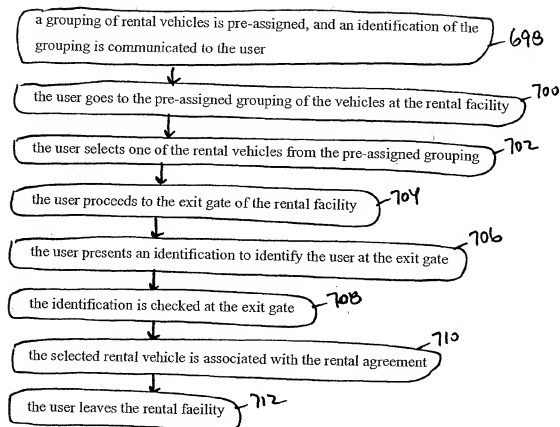 a grouping of rental vehicles is pre-assigned, and an identification of the
grouping is communicated to the user
698
the user goes to the pre-assigned grouping of the vehicles at the rental facility
700
the user selects one of the rental vehicles from the pre-assigned grouping
702
the user proceeds to the exit gate of the rental facility
704
the user presents an identification to identify the user at the exit gate
706
the identification is checked at the exit gate
708
the selected rental vehicle is associated with the rental agreement
710
the user leaves the rental facility
712